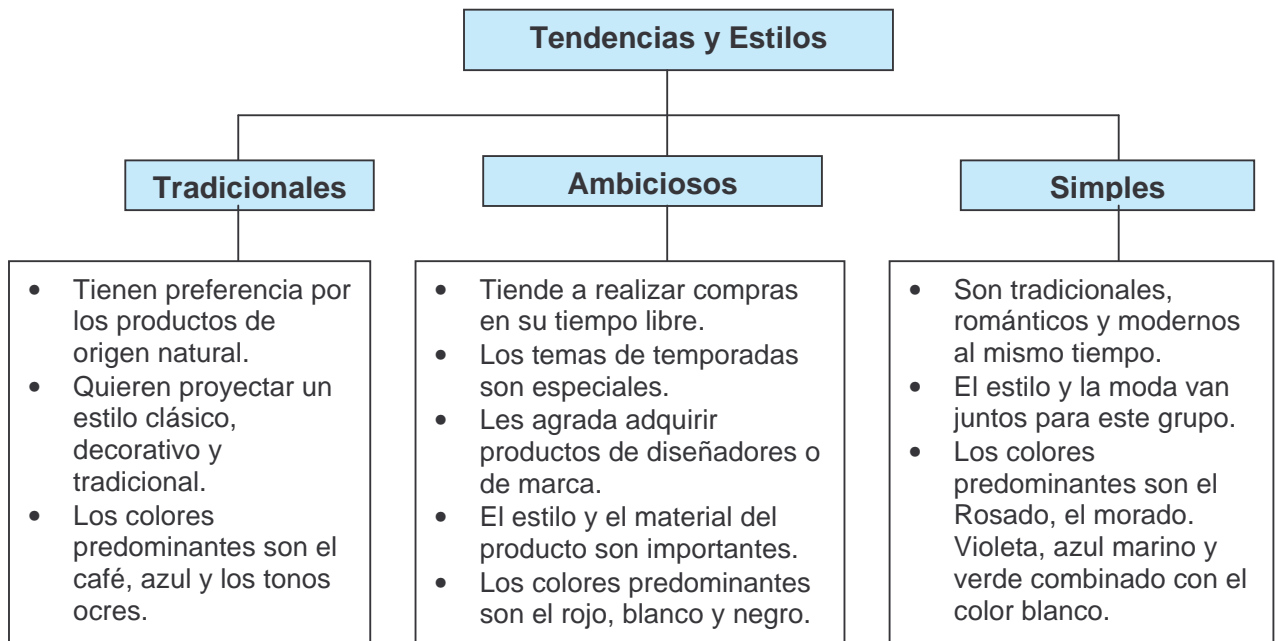 Tendencias y Estilos
Tradicionales
Ambiciosos
Simples
• Tienen preferencia por
los productos de
origen natural.
• Quieren proyectar un
estilo clásico,
decorativo y
tradicional.
• Los colores
predominantes son el
café, azul y los tonos
ocres.
• Tiende a realizar compras
en su tiempo libre.
• Los temas de temporadas
son especiales.
• Les agrada adquirir
productos de diseñadores o
de marca.
• El estilo y el material del
producto son importantes.
• Los colores predominantes
son el rojo, blanco y negro.
• Son tradicionales,
románticos y modernos
al mismo tiempo.
• El estilo y la moda van
juntos para este grupo.
• Los colores
predominantes son el
Rosado, el morado.
Violeta, azul marino y
verde combinado con el
color blanco.